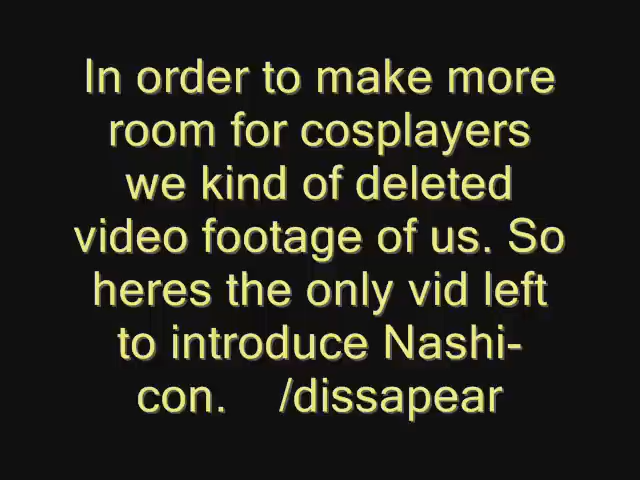 In order to make more
room for cosplayers
we kind of deleted
video footage of us. So
heres the only vid left
to introduce Nashi-
con. /dissapear